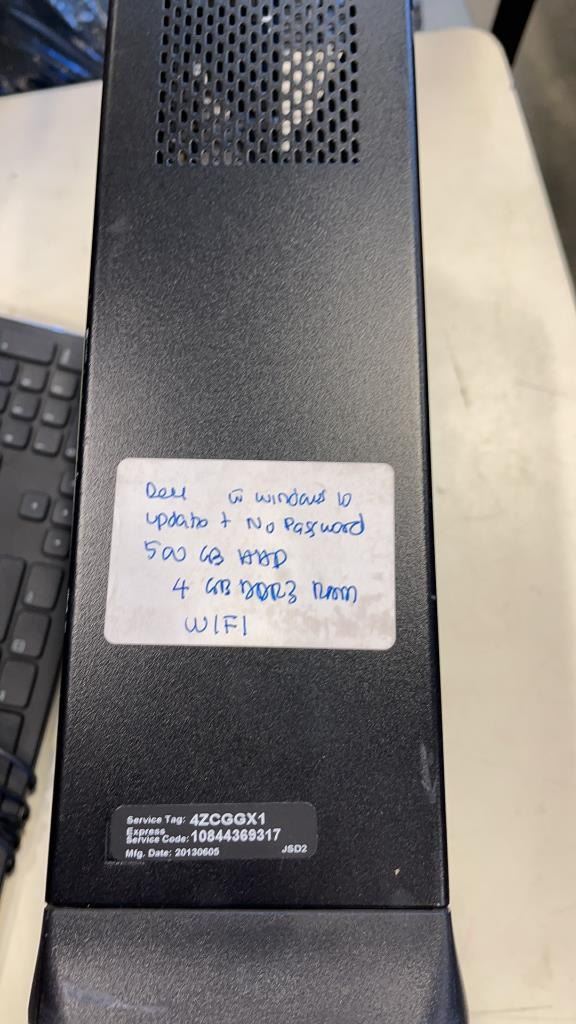 Dell w windows 10
update + No Password
500 GB HDD
4 GB DDR3 Ram
WIFI
Service Tag: 4ZCGGX1
Express
Service Code: 10844369317
Mfg. Date: 20130605 JSD2